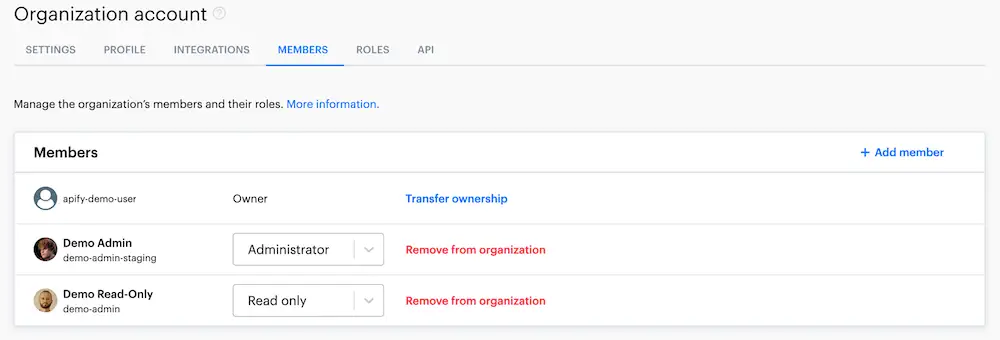 Organization account
SETTINGS PROFILE INTEGRATIONS MEMBERS ROLES API
Manage the organization's members and their roles. More information.
Members + Add member
apify-demo-user Owner Transfer ownership
Demo Admin
demo-admin-staging
Administrator Remove from organization
Demo Read-Only
demo-admin
Read only Remove from organization